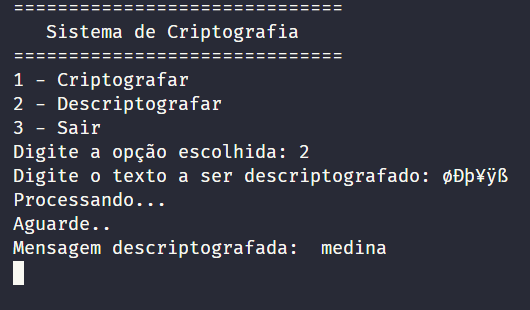 ==============================
Sistema de Criptografia
==============================
1 - Criptografar
2 - Descriptografar
3 - Sair
Digite a opção escolhida: 2
Digite o texto a ser descriptografado: øÐþ¥ÿß
Processando...
Aguarde..
Mensagem descriptografada:  medina